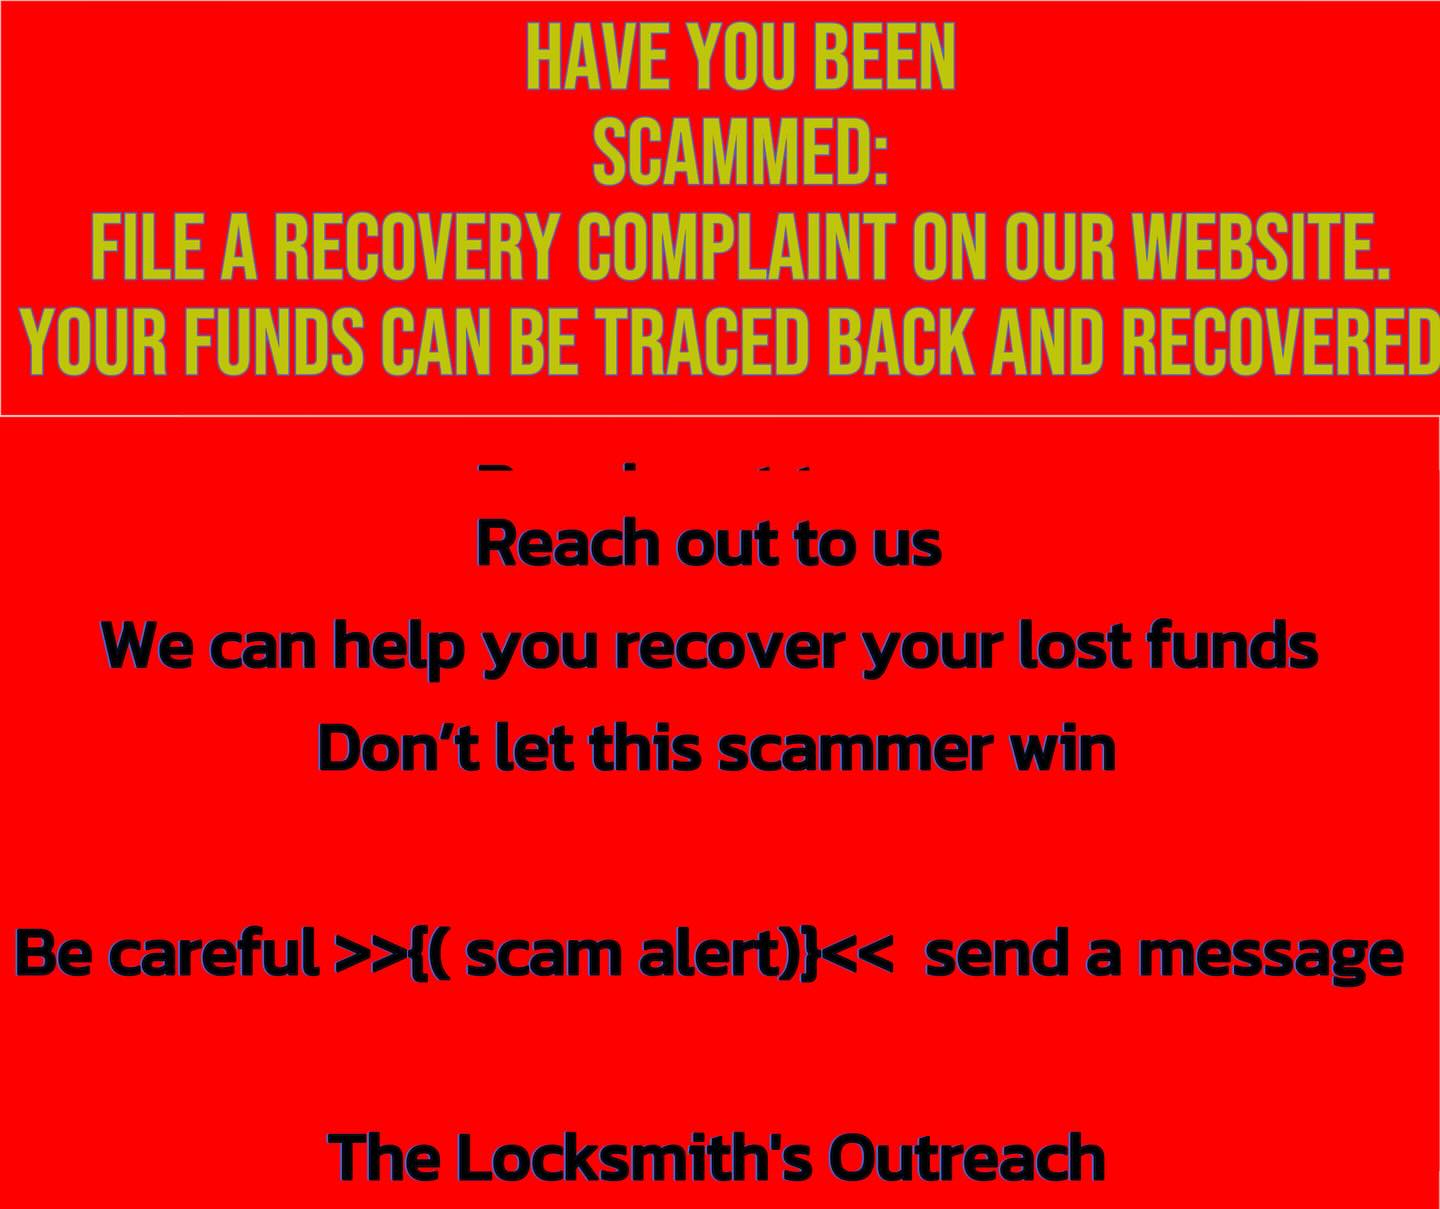 HAVE YOU BEEN
SCAMMED:
FILE A RECOVERY COMPLAINT ON OUR WEBSITE.
YOUR FUNDS CAN BE TRACED BACK AND RECOVERED
Reach out to us
We can help you recover your lost funds
Don’t let this scammer win
Be careful >>{( scam alert)}<< send a message
The Locksmith's Outreach